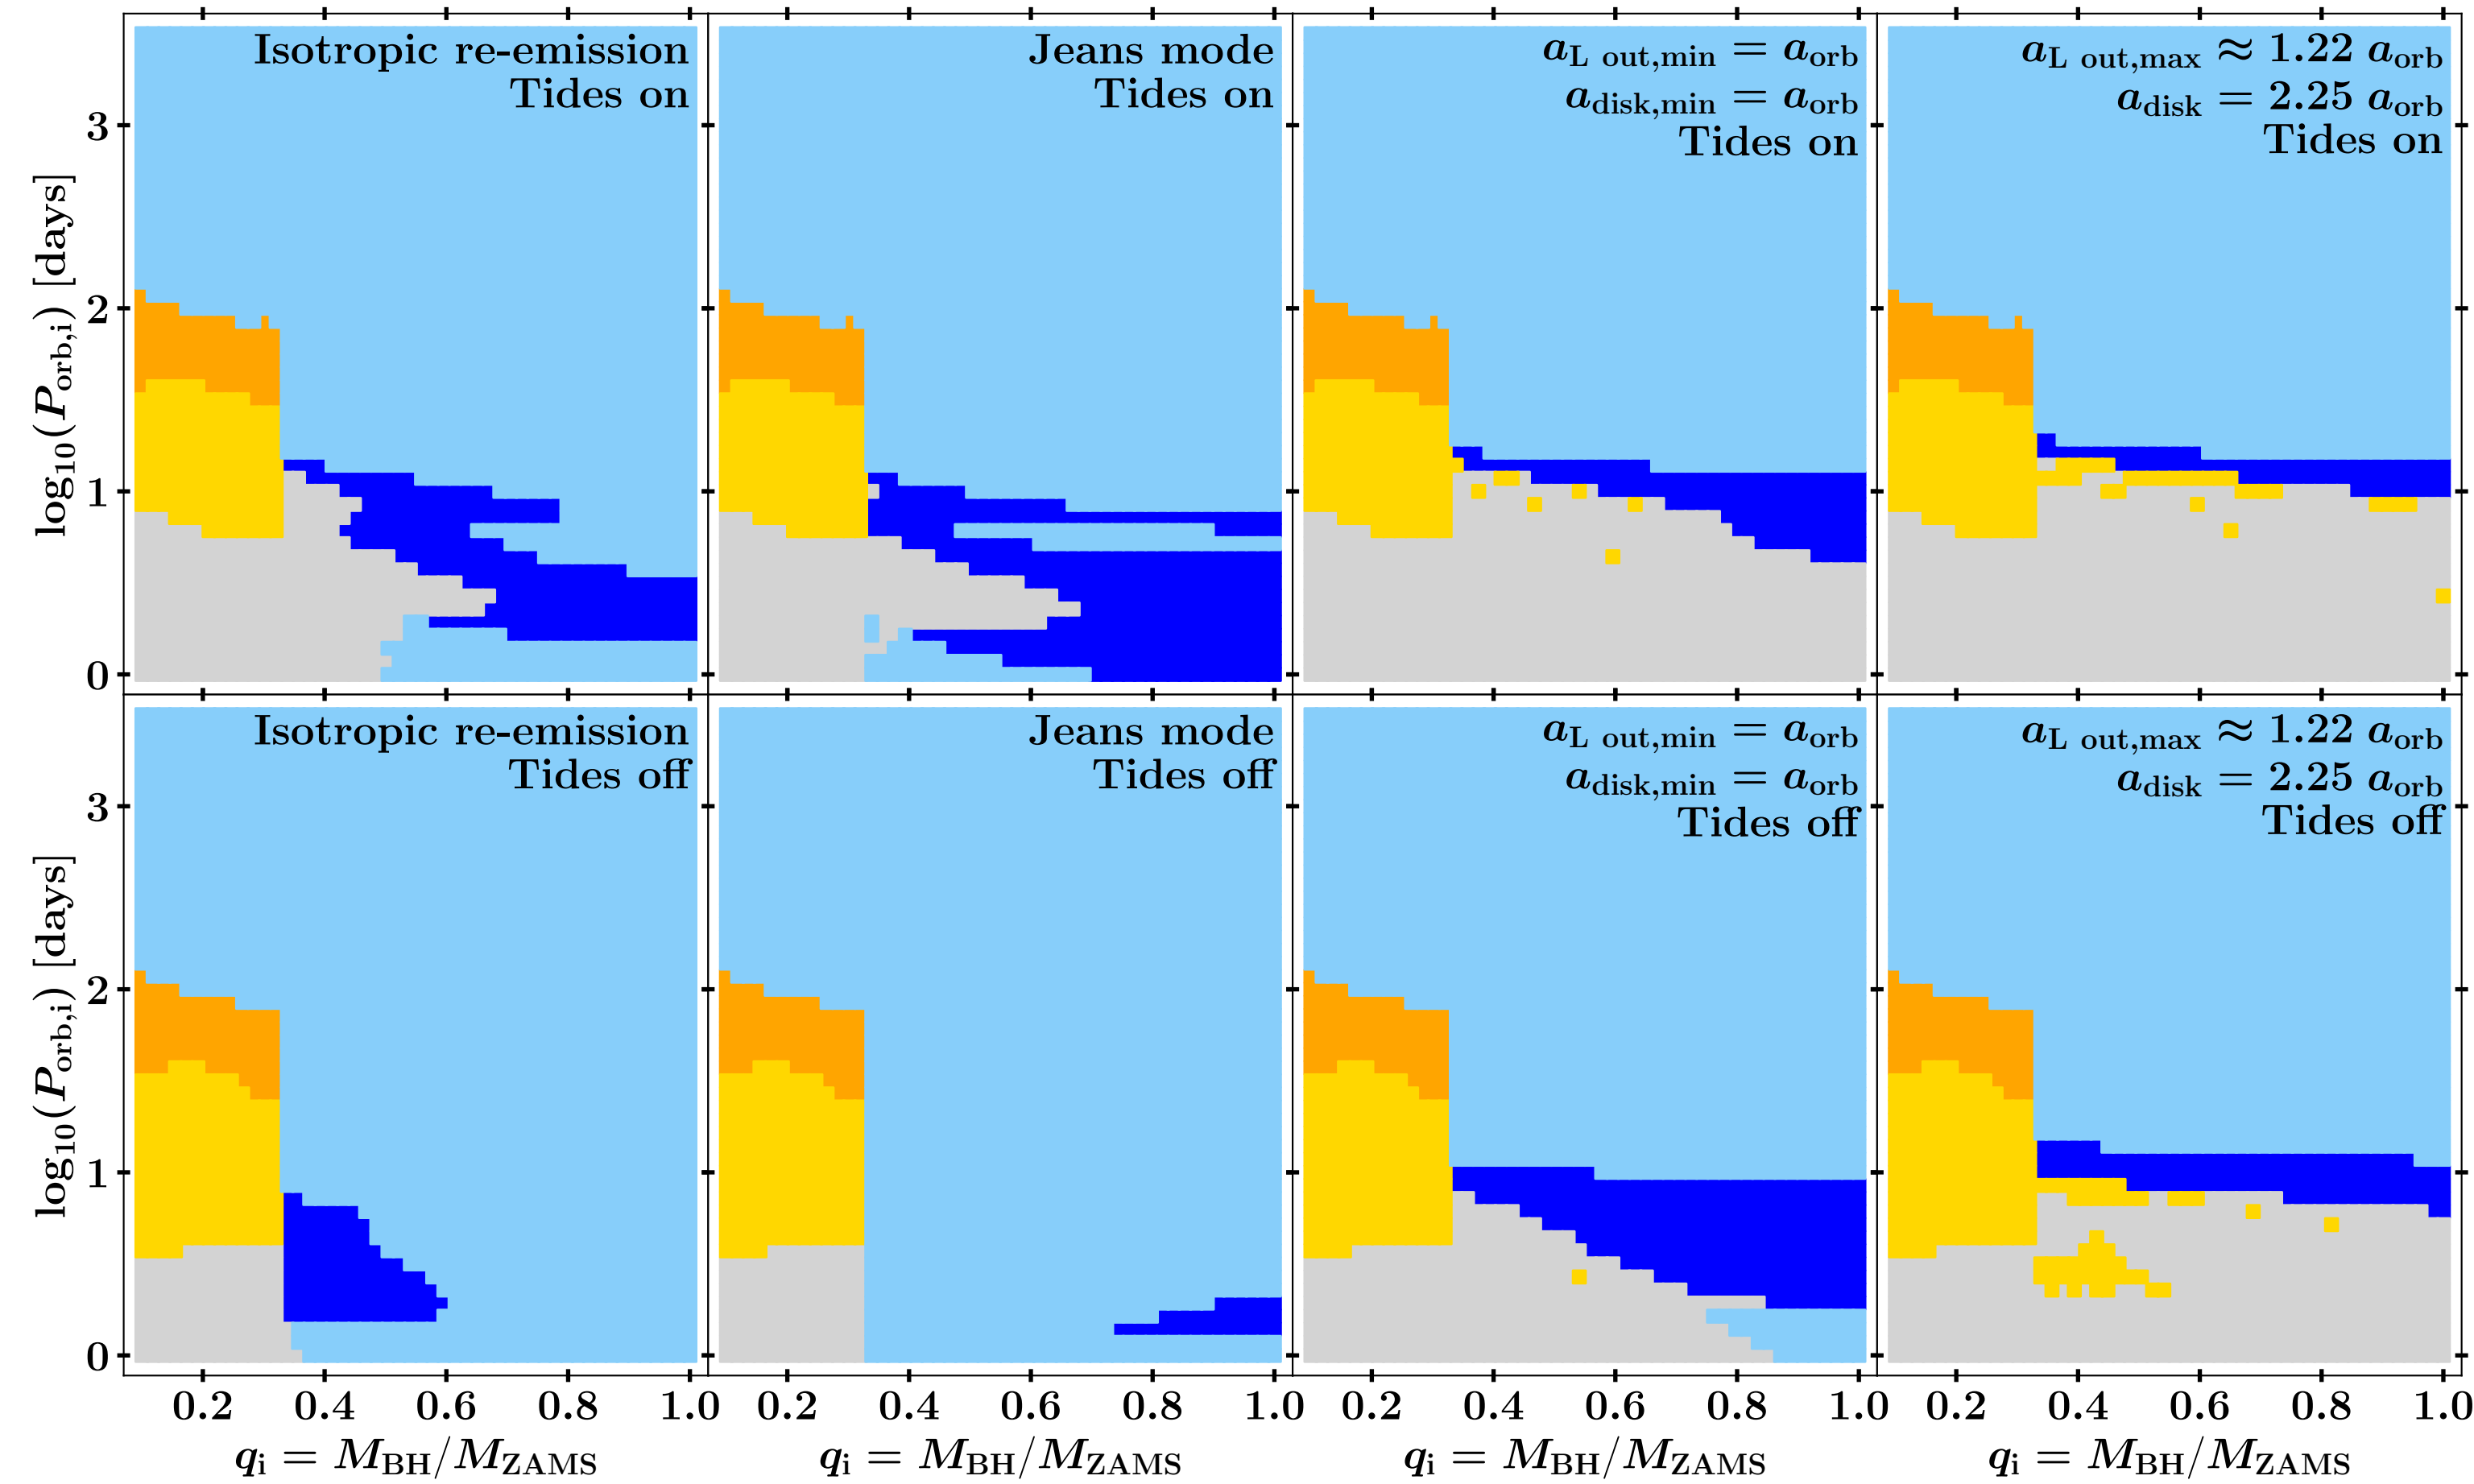 Isotropic re-emission
Tides on
Jeans mode
Tides on
a_L out,min = a_orb
a_disk,min = a_orb
Tides on
a_L out,max ≈ 1.22 a_orb
a_disk = 2.25 a_orb
Tides on
log10(P_orb,i) [days]
3
2
1
0
Isotropic re-emission
Tides off
Jeans mode
Tides off
a_L out,min = a_orb
a_disk,min = a_orb
Tides off
a_L out,max ≈ 1.22 a_orb
a_disk = 2.25 a_orb
Tides off
log10(P_orb,i) [days]
3
2
1
0
0.2 0.4 0.6 0.8 1.0 0.2 0.4 0.6 0.8 1.0 0.2 0.4 0.6 0.8 1.0 0.2 0.4 0.6 0.8 1.0
q_i = M_BH/M_ZAMS
q_i = M_BH/M_ZAMS
q_i = M_BH/M_ZAMS
q_i = M_BH/M_ZAMS